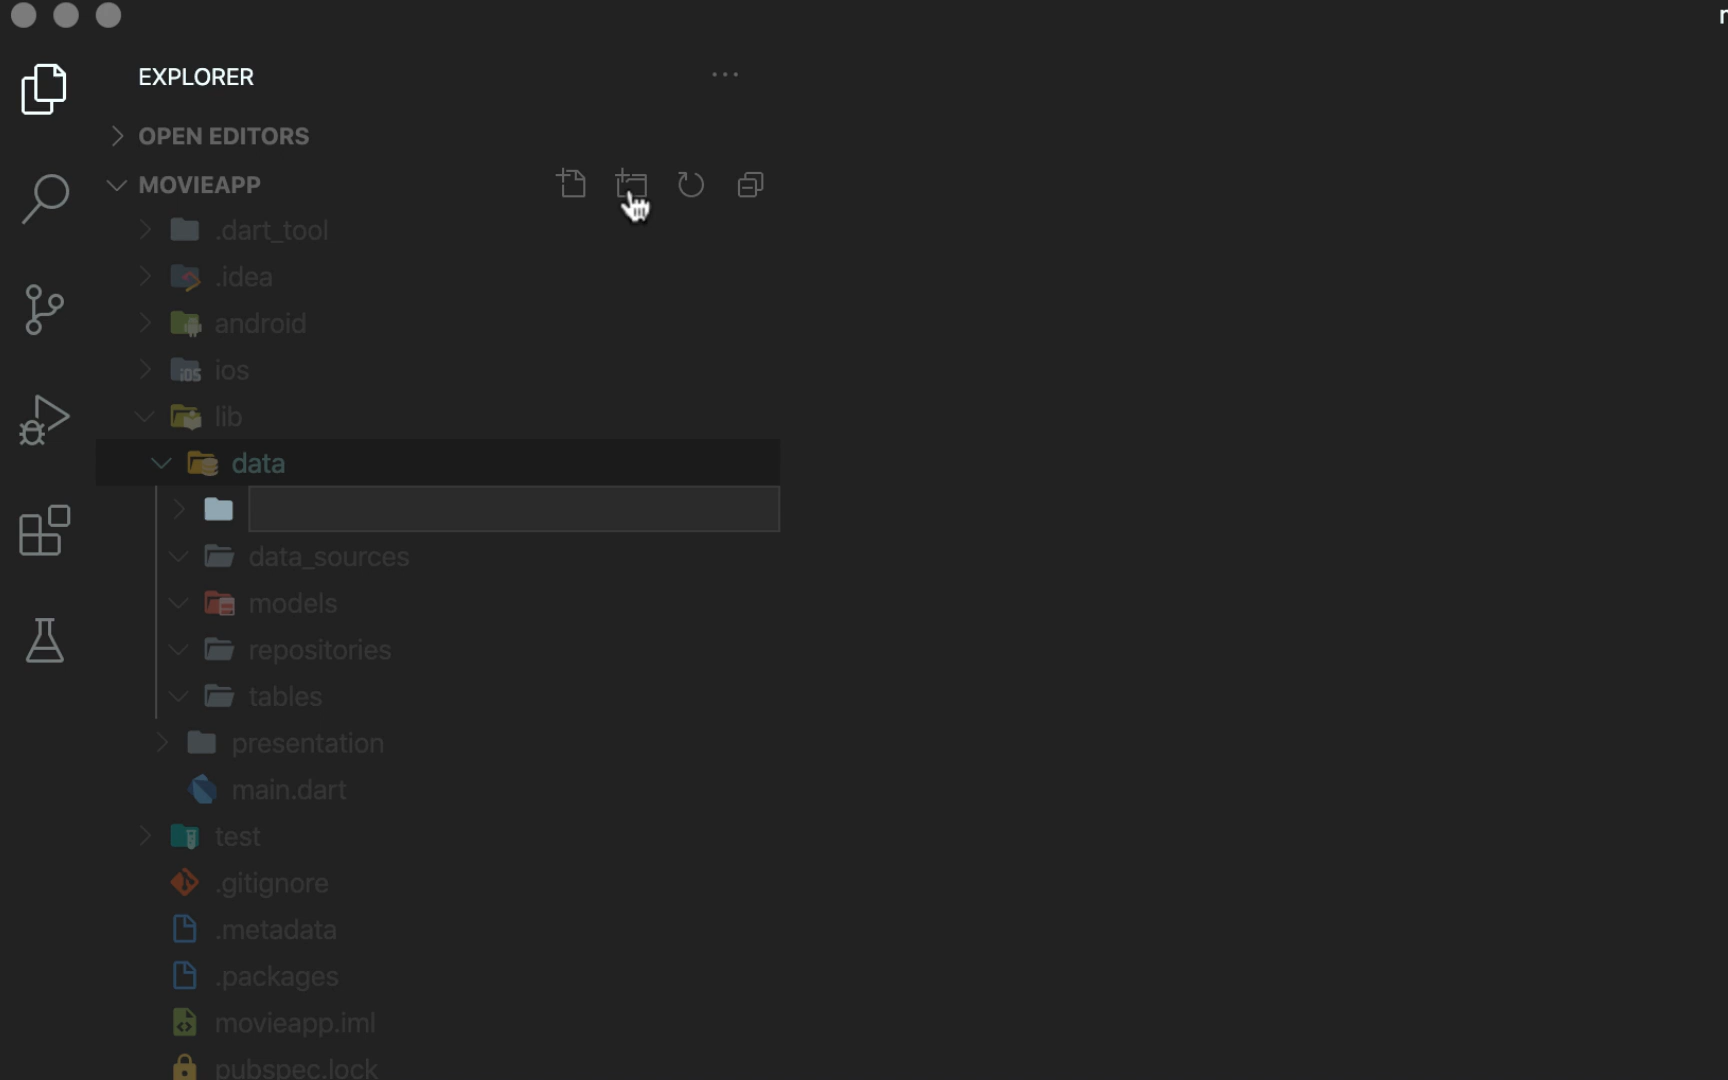 EXPLORER
OPEN EDITORS
MOVIEAPP
.dart_tool
.idea
android
iOS
ios
lib
data
data_sources
models
repositories
tables
presentation
main.dart
test
.gitignore
.metadata
.packages
movieapp.iml
pubspec.lock